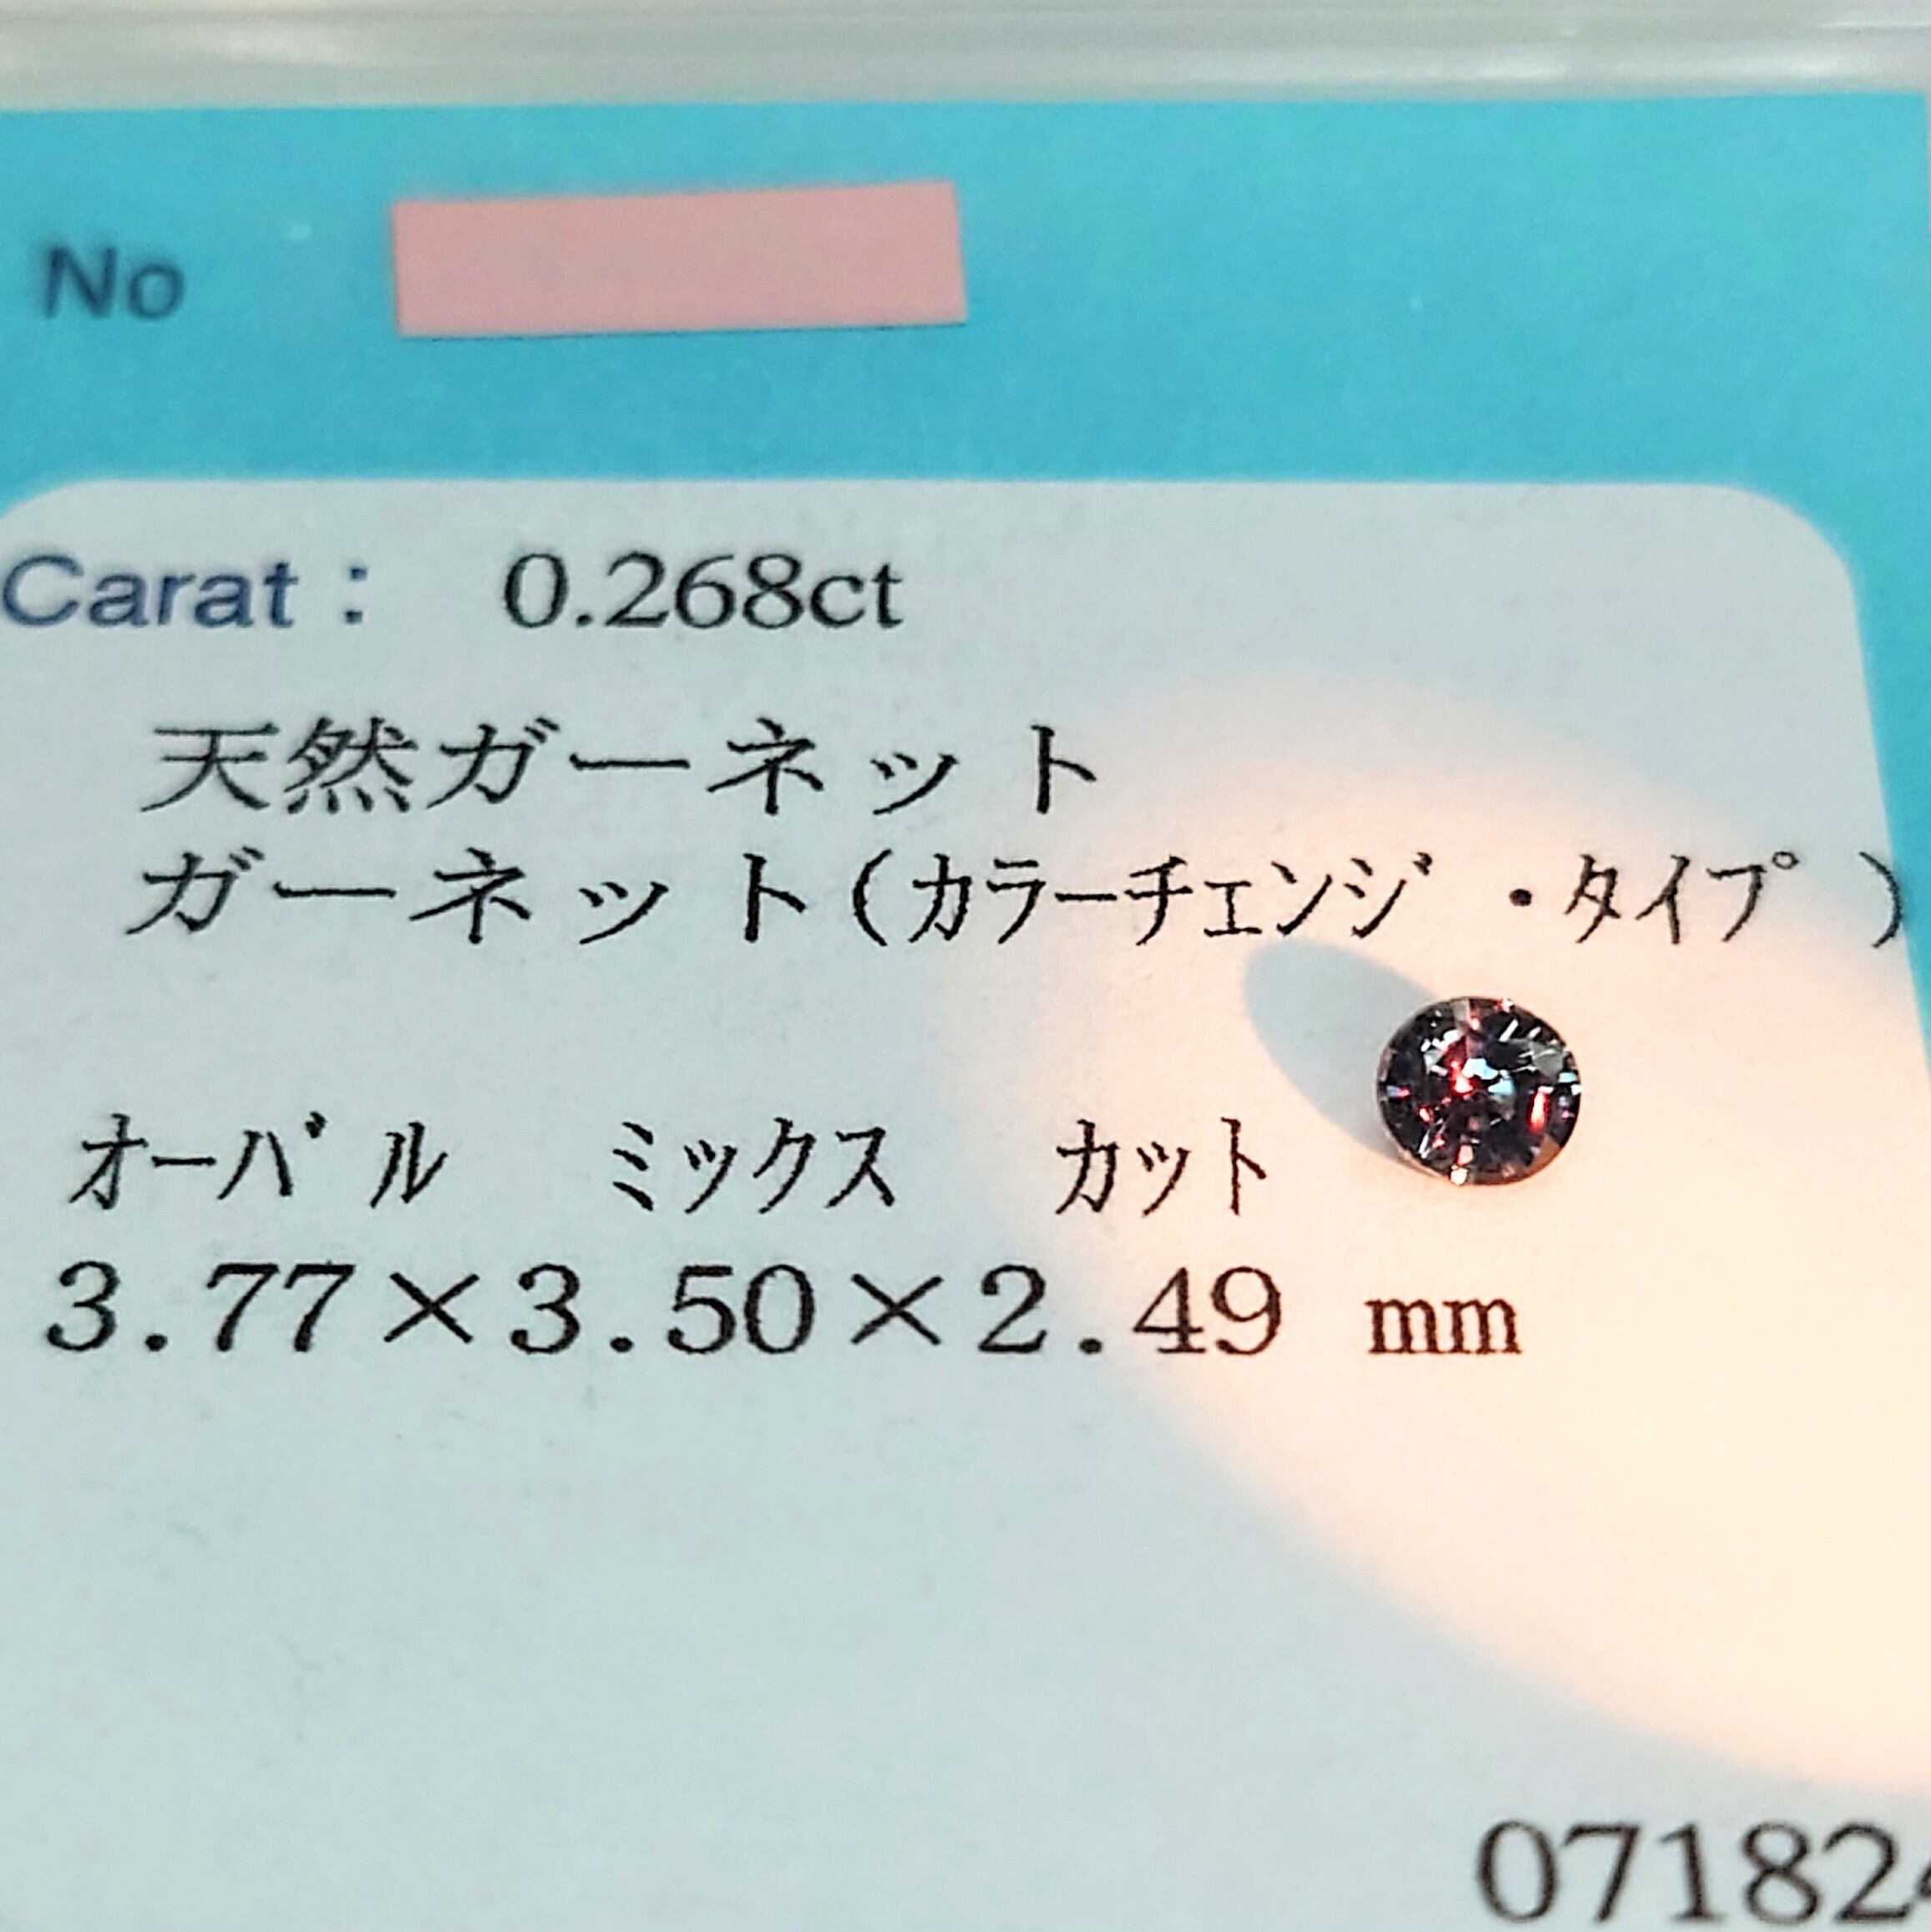 No
Carat : 0.268ct
天然ガーネット
ガーネット(カラーチェンジ・タイプ)
オーバル ミックス カット
3.77×3.50×2.49 mm
07182